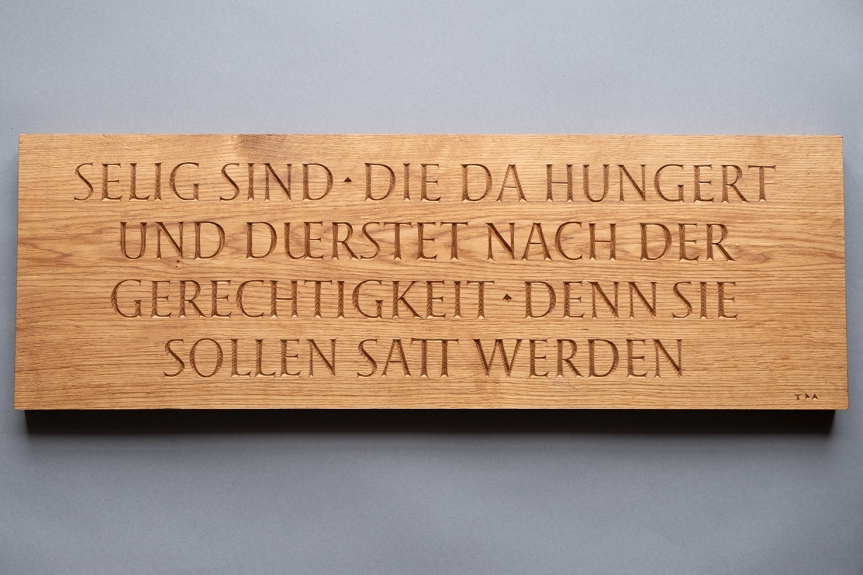 SELIG SIND · DIE DA HUNGERT
UND DUERSTET NACH DER
GERECHTIGKEIT · DENN SIE
SOLLEN SATT WERDEN